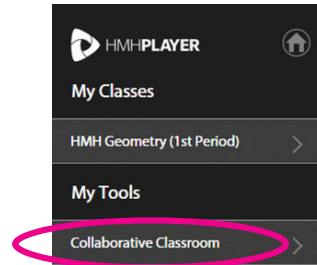 HMHPLAYER
My Classes
HMH Geometry (1st Period)
My Tools
Collaborative Classroom